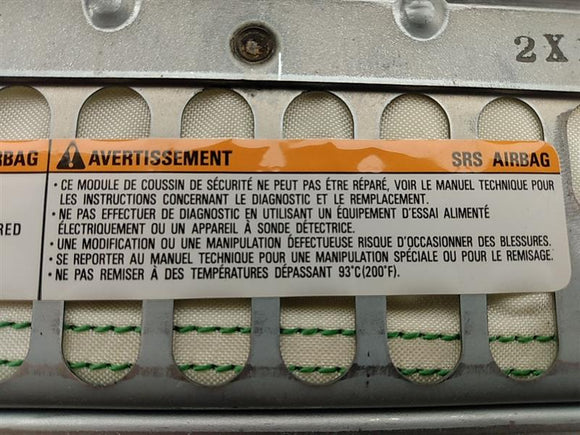 2X
RBAG
AVERTISSEMENT
SRS AIRBAG
RED
• CE MODULE DE COUSSIN DE SÉCURITÉ NE PEUT PAS ÊTRE RÉPARÉ, VOIR LE MANUEL TECHNIQUE POUR
LES INSTRUCTIONS CONCERNANT LE DIAGNOSTIC ET LE REMPLACEMENT.
• NE PAS EFFECTUER DE DIAGNOSTIC EN UTILISANT UN ÉQUIPEMENT D'ESSAI ALIMENTÉ
ÉLECTRIQUEMENT OU UN APPAREIL À SONDE DÉTECTRICE.
• UNE MODIFICATION OU UNE MANIPULATION DÉFECTUEUSE RISQUE D'OCCASIONNER DES BLESSURES.
• SE REPORTER AU MANUEL TECHNIQUE POUR UNE MANIPULATION SPÉCIALE OU POUR LE REMISAGE.
• NE PAS REMISER À DES TEMPÉRATURES DÉPASSANT 93°C(200°F).